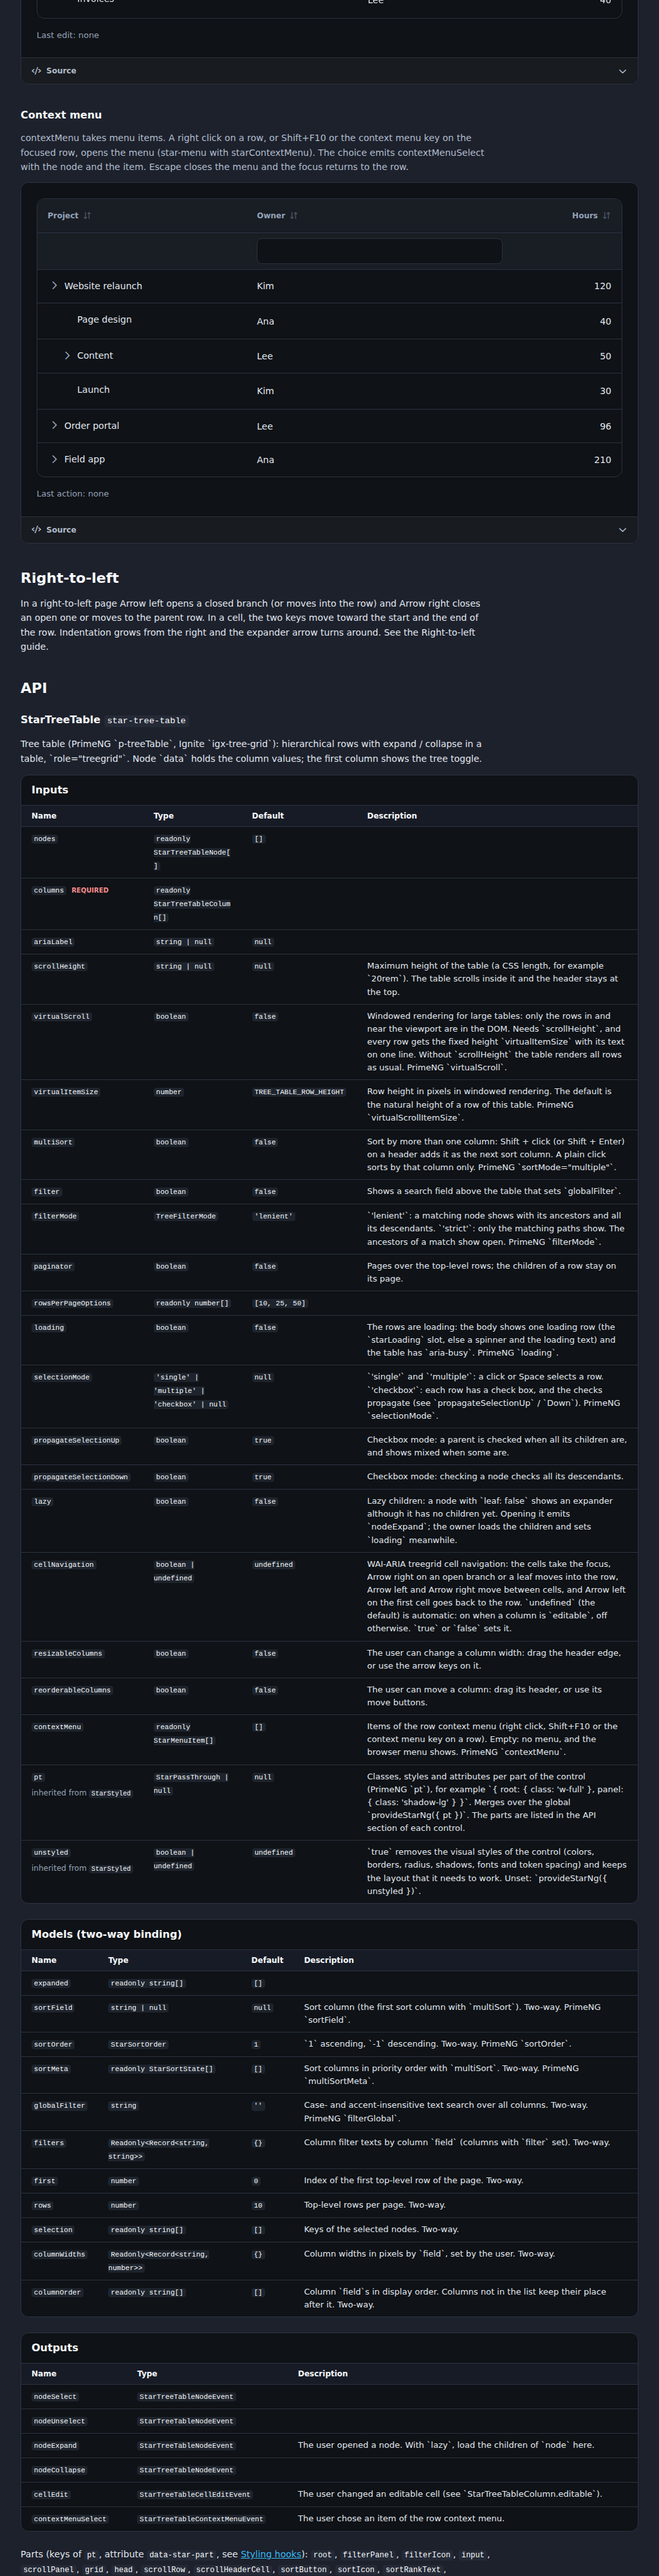 Last edit: none
Source
Context menu
contextMenu takes menu items. A right click on a row, or Shift+F10 or the context menu key on the
focused row, opens the menu (star-menu with starContextMenu). The choice emits contextMenuSelect
with the node and the item. Escape closes the menu and the focus returns to the row.
Project Owner Hours
Website relaunch Kim 120
Page design Ana 40
Content Lee 50
Launch Kim 30
Order portal Lee 96
Field app Ana 210
Last action: none
Source
Right-to-left
In a right-to-left page Arrow left opens a closed branch (or moves into the row) and Arrow right closes
an open one or moves to the parent row. In a cell, the two keys move toward the start and the end of
the row. Indentation grows from the right and the expander arrow turns around. See the Right-to-left
guide.
API
StarTreeTable star-tree-table
Tree table (PrimeNG `p-treeTable`, Ignite `igx-tree-grid`): hierarchical rows with expand / collapse in a
table, `role="treegrid"`. Node `data` holds the column values; the first column shows the tree toggle.
Inputs
Name Type Default Description
nodes readonly []
StarTreeTableNode[
]
columns REQUIRED readonly
StarTreeTableColum
n[]
ariaLabel string | null null
scrollHeight string | null null Maximum height of the table (a CSS length, for example
`20rem`). The table scrolls inside it and the header stays at
the top.
virtualScroll boolean false Windowed rendering for large tables: only the rows in and
near the viewport are in the DOM. Needs `scrollHeight`, and
every row gets the fixed height `virtualItemSize` with its text
on one line. Without `scrollHeight` the table renders all rows
as usual. PrimeNG `virtualScroll`.
virtualItemSize number TREE_TABLE_ROW_HEIGHT Row height in pixels in windowed rendering. The default is
the natural height of a row of this table. PrimeNG
`virtualScrollItemSize`.
multiSort boolean false Sort by more than one column: Shift + click (or Shift + Enter)
on a header adds it as the next sort column. A plain click
sorts by that column only. PrimeNG `sortMode="multiple"`.
filter boolean false Shows a search field above the table that sets `globalFilter`.
filterMode TreeFilterMode 'lenient' `'lenient'`: a matching node shows with its ancestors and all
its descendants. `'strict'`: only the matching paths show. The
ancestors of a match show open. PrimeNG `filterMode`.
paginator boolean false Pages over the top-level rows; the children of a row stay on
its page.
rowsPerPageOptions readonly number[] [10, 25, 50]
loading boolean false The rows are loading: the body shows one loading row (the
`starLoading` slot, else a spinner and the loading text) and
the table has `aria-busy`. PrimeNG `loading`.
selectionMode 'single' | null `'single'` and `'multiple'`: a click or Space selects a row.
'multiple' | `'checkbox'`: each row has a check box, and the checks
'checkbox' | null propagate (see `propagateSelectionUp` / `Down`). PrimeNG
`selectionMode`.
propagateSelectionUp boolean true Checkbox mode: a parent is checked when all its children are,
and shows mixed when some are.
propagateSelectionDown boolean true Checkbox mode: checking a node checks all its descendants.
lazy boolean false Lazy children: a node with `leaf: false` shows an expander
although it has no children yet. Opening it emits
`nodeExpand`; the owner loads the children and sets
`loading` meanwhile.
cellNavigation boolean | undefined WAI-ARIA treegrid cell navigation: the cells take the focus,
undefined Arrow right on an open branch or a leaf moves into the row,
Arrow left and Arrow right move between cells, and Arrow left
on the first cell goes back to the row. `undefined` (the
default) is automatic: on when a column is `editable`, off
otherwise. `true` or `false` sets it.
resizableColumns boolean false The user can change a column width: drag the header edge,
or use the arrow keys on it.
reorderableColumns boolean false The user can move a column: drag its header, or use its
move buttons.
contextMenu readonly [] Items of the row context menu (right click, Shift+F10 or the
StarMenuItem[] context menu key on a row). Empty: no menu, and the
browser menu shows. PrimeNG `contextMenu`.
pt StarPassThrough | null Classes, styles and attributes per part of the control
inherited from StarStyled null (PrimeNG `pt`), for example `{ root: { class: 'w-full' }, panel:
{ class: 'shadow-lg' } }`. Merges over the global
`provideStarNg({ pt })`. The parts are listed in the API
section of each control.
unstyled boolean | undefined `true` removes the visual styles of the control (colors,
inherited from StarStyled undefined borders, radius, shadows, fonts and token spacing) and keeps
the layout that it needs to work. Unset: `provideStarNg({
unstyled })`.
Models (two-way binding)
Name Type Default Description
expanded readonly string[] []
sortField string | null null Sort column (the first sort column with `multiSort`). Two-way. PrimeNG
`sortField`.
sortOrder StarSortOrder 1 `1` ascending, `-1` descending. Two-way. PrimeNG `sortOrder`.
sortMeta readonly StarSortState[] [] Sort columns in priority order with `multiSort`. Two-way. PrimeNG
`multiSortMeta`.
globalFilter string '' Case- and accent-insensitive text search over all columns. Two-way.
PrimeNG `filterGlobal`.
filters Readonly<Record<string, {} Column filter texts by column `field` (columns with `filter` set). Two-way.
string>>
first number 0 Index of the first top-level row of the page. Two-way.
rows number 10 Top-level rows per page. Two-way.
selection readonly string[] [] Keys of the selected nodes. Two-way.
columnWidths Readonly<Record<string, {} Column widths in pixels by `field`, set by the user. Two-way.
number>>
columnOrder readonly string[] [] Column `field`s in display order. Columns not in the list keep their place
after it. Two-way.
Outputs
Name Type Description
nodeSelect StarTreeTableNodeEvent
nodeUnselect StarTreeTableNodeEvent
nodeExpand StarTreeTableNodeEvent The user opened a node. With `lazy`, load the children of `node` here.
nodeCollapse StarTreeTableNodeEvent
cellEdit StarTreeTableCellEditEvent The user changed an editable cell (see `StarTreeTableColumn.editable`).
contextMenuSelect StarTreeTableContextMenuEvent The user chose an item of the row context menu.
Parts (keys of pt, attribute data-star-part, see Styling hooks): root, filterPanel, filterIcon, input,
scrollPanel, grid, head, scrollRow, scrollHeaderCell, sortButton, sortIcon, sortRankText,